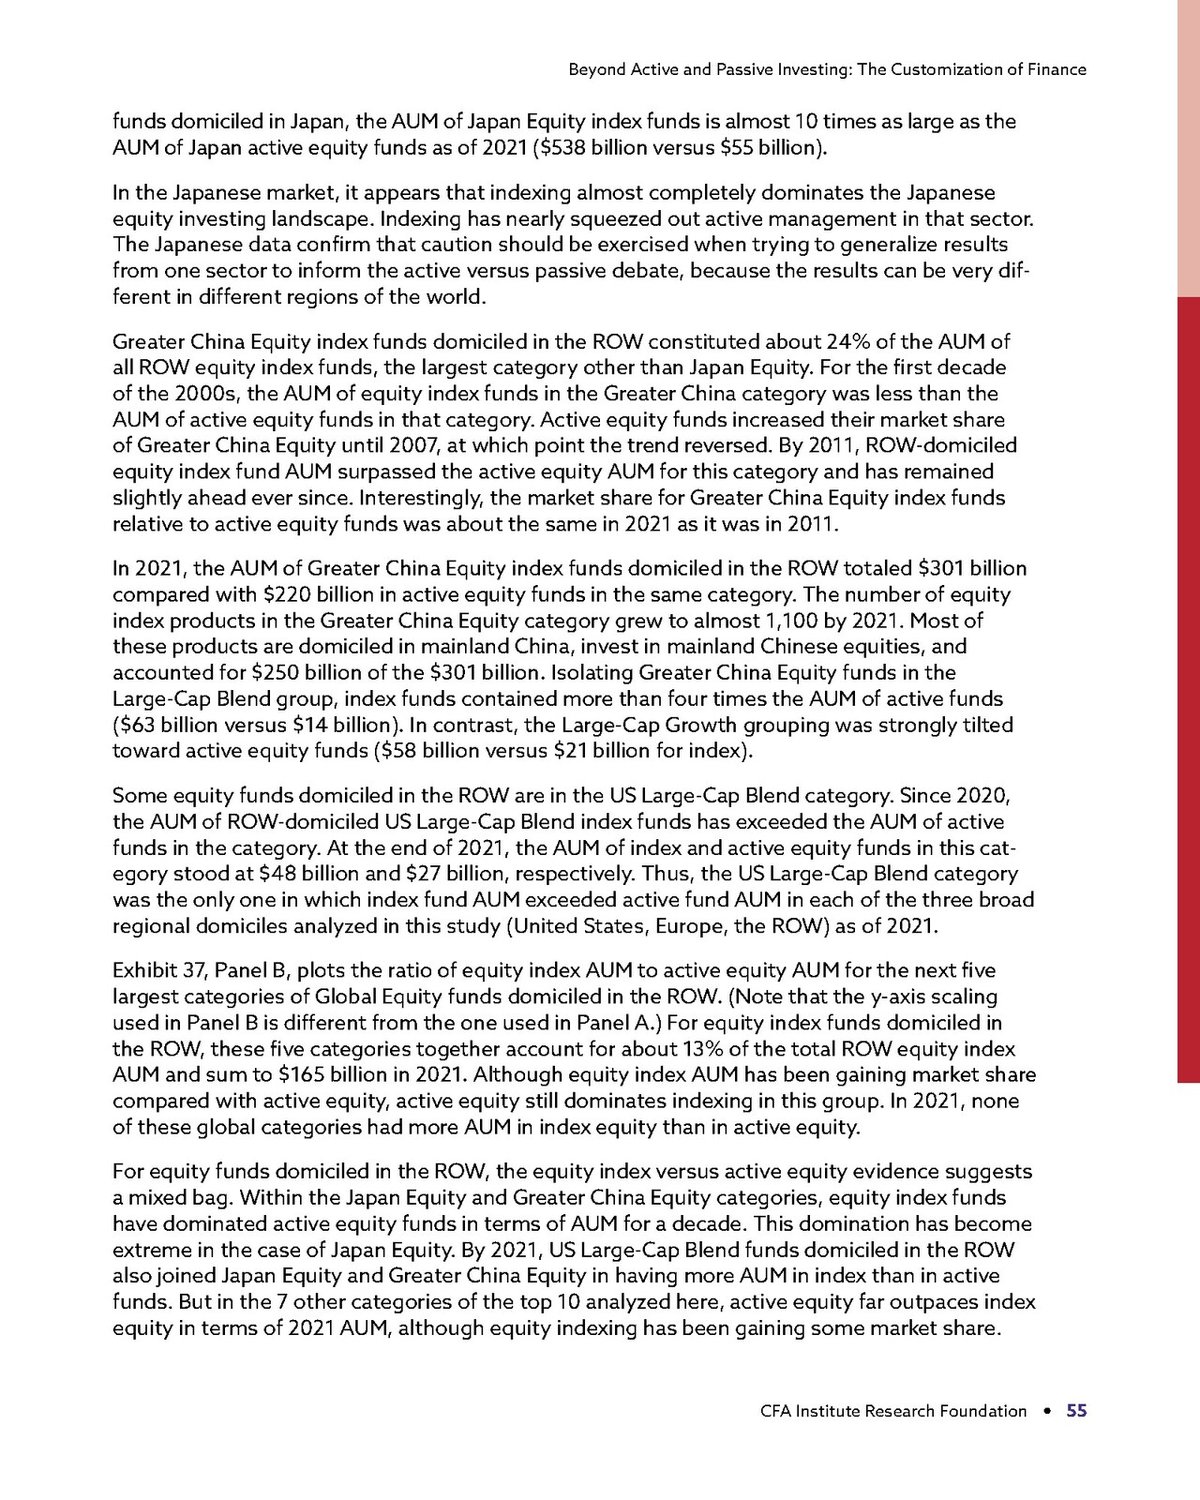 Beyond Active and Passive Investing: The Customization of Finance
funds domiciled in Japan, the AUM of Japan Equity index funds is almost 10 times as large as the
AUM of Japan active equity funds as of 2021 ($538 billion versus $55 billion).
In the Japanese market, it appears that indexing almost completely dominates the Japanese
equity investing landscape. Indexing has nearly squeezed out active management in that sector.
The Japanese data confirm that caution should be exercised when trying to generalize results
from one sector to inform the active versus passive debate, because the results can be very dif-
ferent in different regions of the world.
Greater China Equity index funds domiciled in the ROW constituted about 24% of the AUM of
all ROW equity index funds, the largest category other than Japan Equity. For the first decade
of the 2000s, the AUM of equity index funds in the Greater China category was less than the
AUM of active equity funds in that category. Active equity funds increased their market share
of Greater China Equity until 2007, at which point the trend reversed. By 2011, ROW-domiciled
equity index fund AUM surpassed the active equity AUM for this category and has remained
slightly ahead ever since. Interestingly, the market share for Greater China Equity index funds
relative to active equity funds was about the same in 2021 as it was in 2011.
In 2021, the AUM of Greater China Equity index funds domiciled in the ROW totaled $301 billion
compared with $220 billion in active equity funds in the same category. The number of equity
index products in the Greater China Equity category grew to almost 1,100 by 2021. Most of
these products are domiciled in mainland China, invest in mainland Chinese equities, and
accounted for $250 billion of the $301 billion. Isolating Greater China Equity funds in the
Large-Cap Blend group, index funds contained more than four times the AUM of active funds
($63 billion versus $14 billion). In contrast, the Large-Cap Growth grouping was strongly tilted
toward active equity funds ($58 billion versus $21 billion for index).
Some equity funds domiciled in the ROW are in the US Large-Cap Blend category. Since 2020,
the AUM of ROW-domiciled US Large-Cap Blend index funds has exceeded the AUM of active
funds in the category. At the end of 2021, the AUM of index and active equity funds in this cat-
egory stood at $48 billion and $27 billion, respectively. Thus, the US Large-Cap Blend category
was the only one in which index fund AUM exceeded active fund AUM in each of the three broad
regional domiciles analyzed in this study (United States, Europe, the ROW) as of 2021.
Exhibit 37, Panel B, plots the ratio of equity index AUM to active equity AUM for the next five
largest categories of Global Equity funds domiciled in the ROW. (Note that the y-axis scaling
used in Panel B is different from the one used in Panel A.) For equity index funds domiciled in
the ROW, these five categories together account for about 13% of the total ROW equity index
AUM and sum to $165 billion in 2021. Although equity index AUM has been gaining market share
compared with active equity, active equity still dominates indexing in this group. In 2021, none
of these global categories had more AUM in index equity than in active equity.
For equity funds domiciled in the ROW, the equity index versus active equity evidence suggests
a mixed bag. Within the Japan Equity and Greater China Equity categories, equity index funds
have dominated active equity funds in terms of AUM for a decade. This domination has become
extreme in the case of Japan Equity. By 2021, US Large-Cap Blend funds domiciled in the ROW
also joined Japan Equity and Greater China Equity in having more AUM in index than in active
funds. But in the 7 other categories of the top 10 analyzed here, active equity far outpaces index
equity in terms of 2021 AUM, although equity indexing has been gaining some market share.
CFA Institute Research Foundation • 55